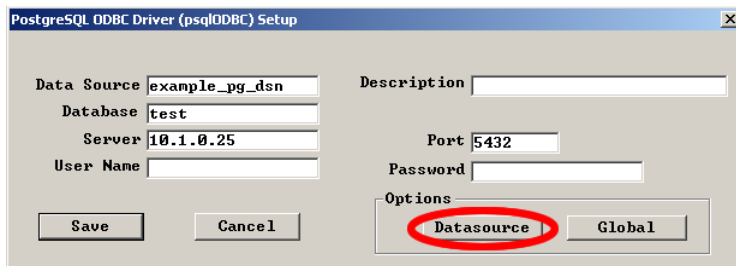 PostgreSQL ODBC Driver (psqlODBC) Setup
Data Source example_pg_dsn
Description
Database test
Server 10.1.0.25
Port 5432
User Name
Password
Options
Save
Cancel
Datasource
Global